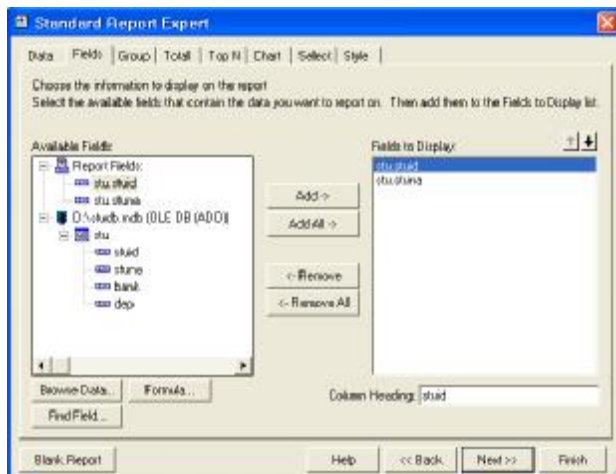 Standard Report Expert
Data Fields Group Total Top N Chart Select Style
Choose the information to display on the report
Select the available fields that contain the data you want to report on. Then add them to the Fields to Display list.
Available Fields:
Fields to Display:
Report Fields:
stu.stuid
stu.stuna
D:\studb.mdb (OLE DB (ADO))
stu
stuid
stuna
bank
dep
Add ->
Add All ->
<- Remove
<- Remove All
stu.stuid
stu.stuna
Browse Data...
Formula...
Find Field...
Column Heading: stuid
Blank Report
Help
<< Back
Next >>
Finish